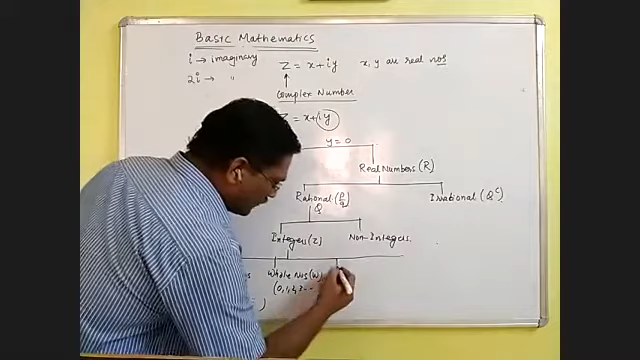 Basic Mathematics
i → imaginary
Z = x + iy x, y are real nos
2i → "
Complex Number
= x + iy
y = 0
Real Numbers (R)
Rational (p/q) Irrational (Qᶜ)
Q
Integers (Z) Non-Integers
Whole Nos (W)
(0, 1, 2, 3 --
)